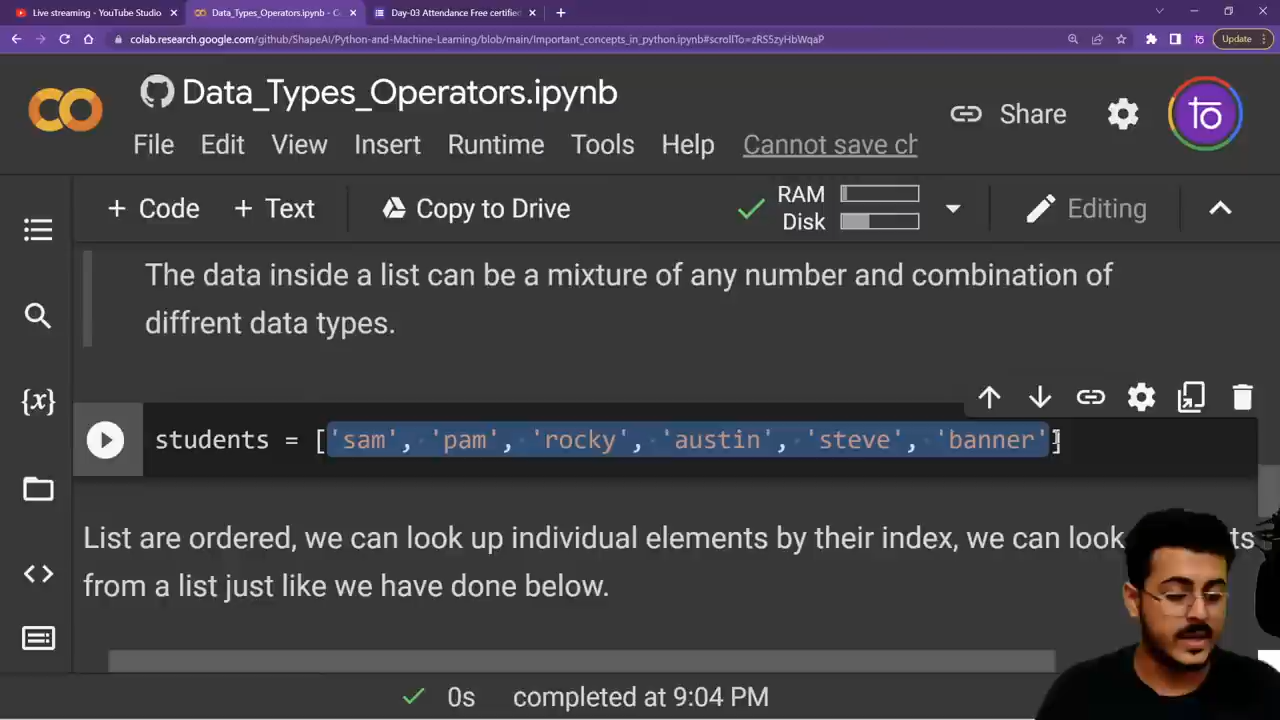 Live streaming - YouTube Studio
Data_Types_Operators.ipynb - C
Day-03 Attendance Free certified
colab.research.google.com/github/ShapeAI/Python-and-Machine-Learning/blob/main/Important_concepts_in_python.ipynb#scrollTo=zRS5zyHbWqaP
Update
Data_Types_Operators.ipynb
Share
File Edit View Insert Runtime Tools Help Cannot save ch
+ Code + Text Copy to Drive
RAM
Disk
Editing
The data inside a list can be a mixture of any number and combination of
diffrent data types.
{x}
students = ['sam', 'pam', 'rocky', 'austin', 'steve', 'banner']
List are ordered, we can look up individual elements by their index, we can look ts
from a list just like we have done below.
0s completed at 9:04 PM